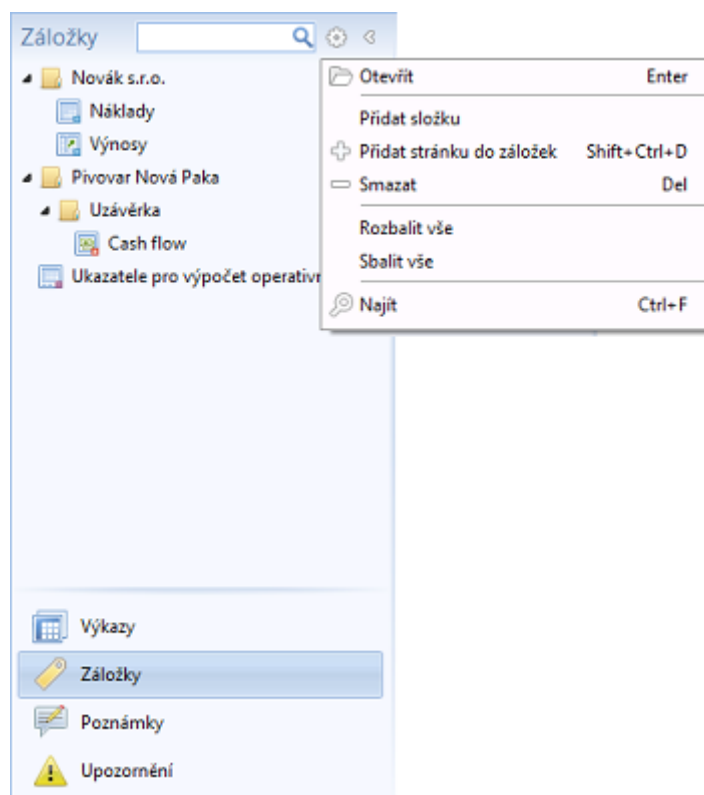 Záložky
Novák s.r.o.
Náklady
Výnosy
Pivovar Nová Paka
Uzávěrka
Cash flow
Ukazatele pro výpočet
Otevřít Enter
Přidat složku
Přidat stránku do záložek Shift+Ctrl+D
Smazat Del
Rozbalit vše
Sbalit vše
Najít Ctrl+F
Výkazy
Záložky
Poznámky
Upozornění